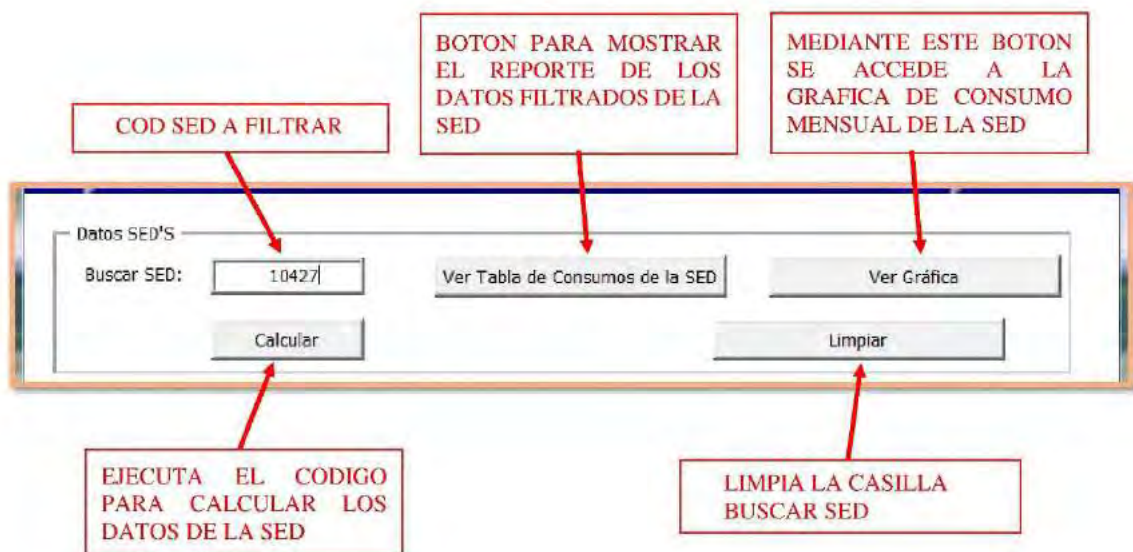 BOTON PARA MOSTRAR
EL REPORTE DE LOS
DATOS FILTRADOS DE LA
SED
MEDIANTE ESTE BOTON
SE ACCEDE A LA
GRAFICA DE CONSUMO
MENSUAL DE LA SED
COD SED A FILTRAR
Datos SED'S
Buscar SED:
10427
Ver Tabla de Consumos de la SED
Ver Gráfica
Calcular
Limpiar
EJECUTA EL CODIGO
PARA CALCULAR LOS
DATOS DE LA SED
LIMPIA LA CASILLA
BUSCAR SED